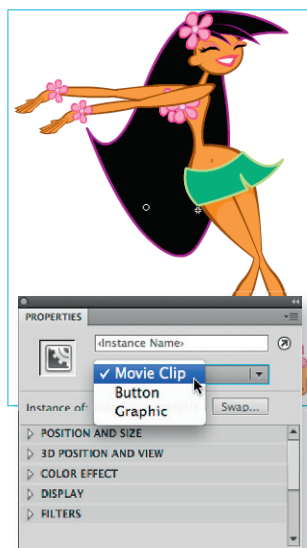 PROPERTIES
‹Instance Name›
✓ Movie Clip
Button
Graphic
Instance of:
Swap...
POSITION AND SIZE
3D POSITION AND VIEW
COLOR EFFECT
DISPLAY
FILTERS